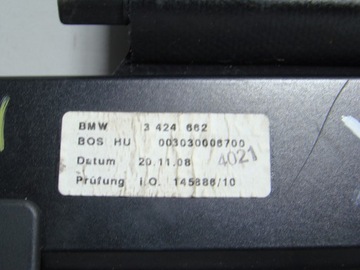 BMW 3 424 662
BOS HU 003030006700
4021
Datum 20.11.08
Prüfung i.O. 145886/10